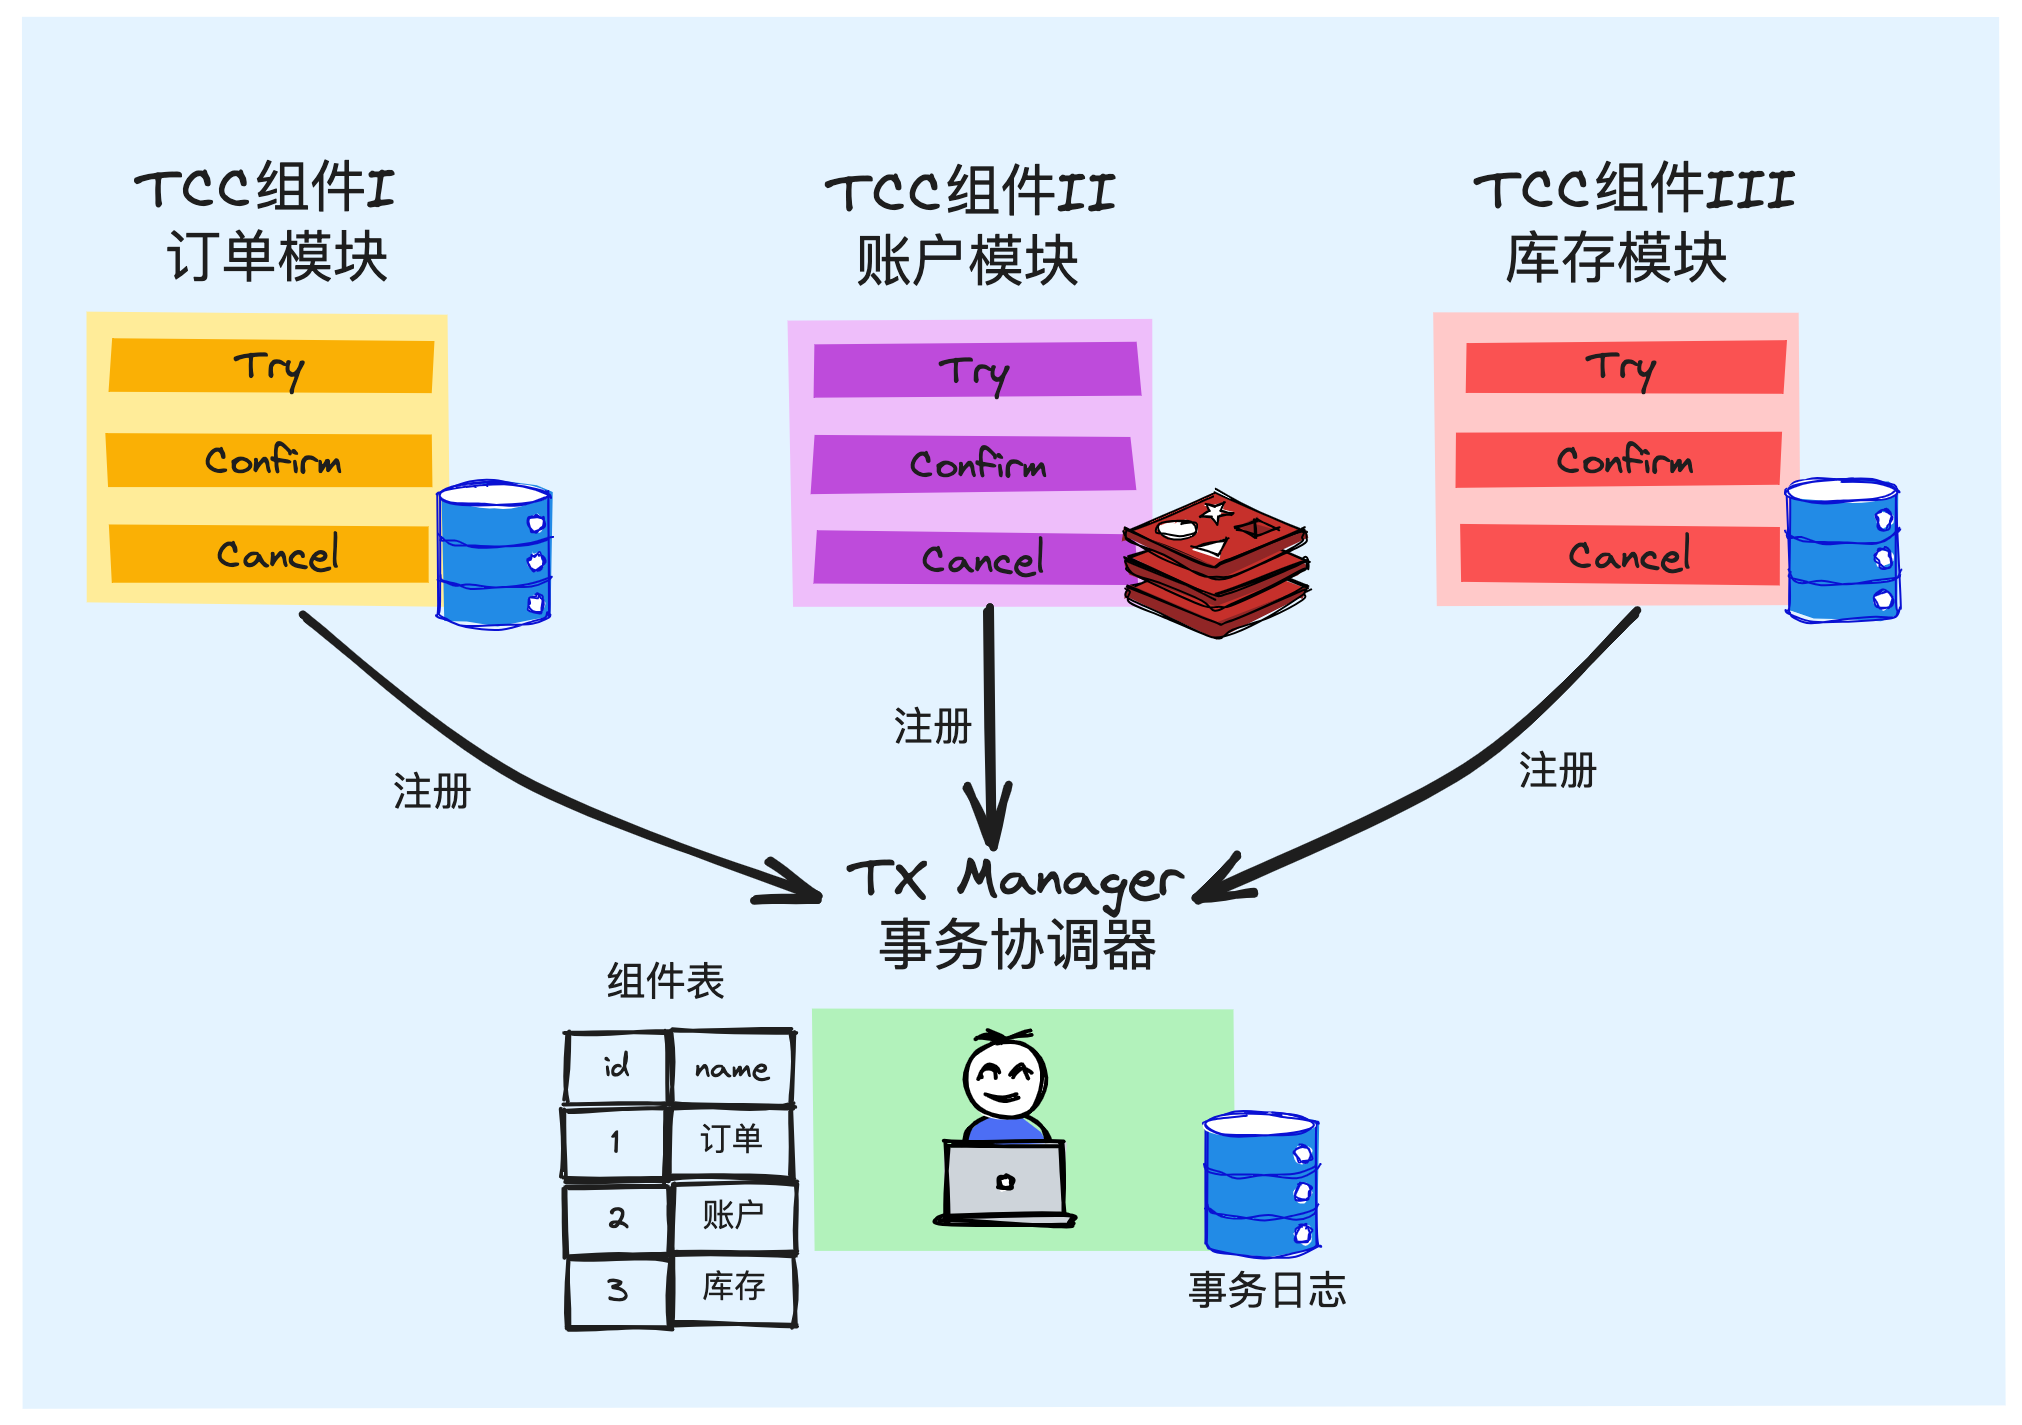 TCC组件I
订单模块
Try
Confirm
Cancel
TCC组件II
账户模块
Try
Confirm
Cancel
TCC组件III
库存模块
Try
Confirm
Cancel
注册
注册
注册
TX Manager
事务协调器
组件表
id name
1 订单
2 账户
3 库存
事务日志